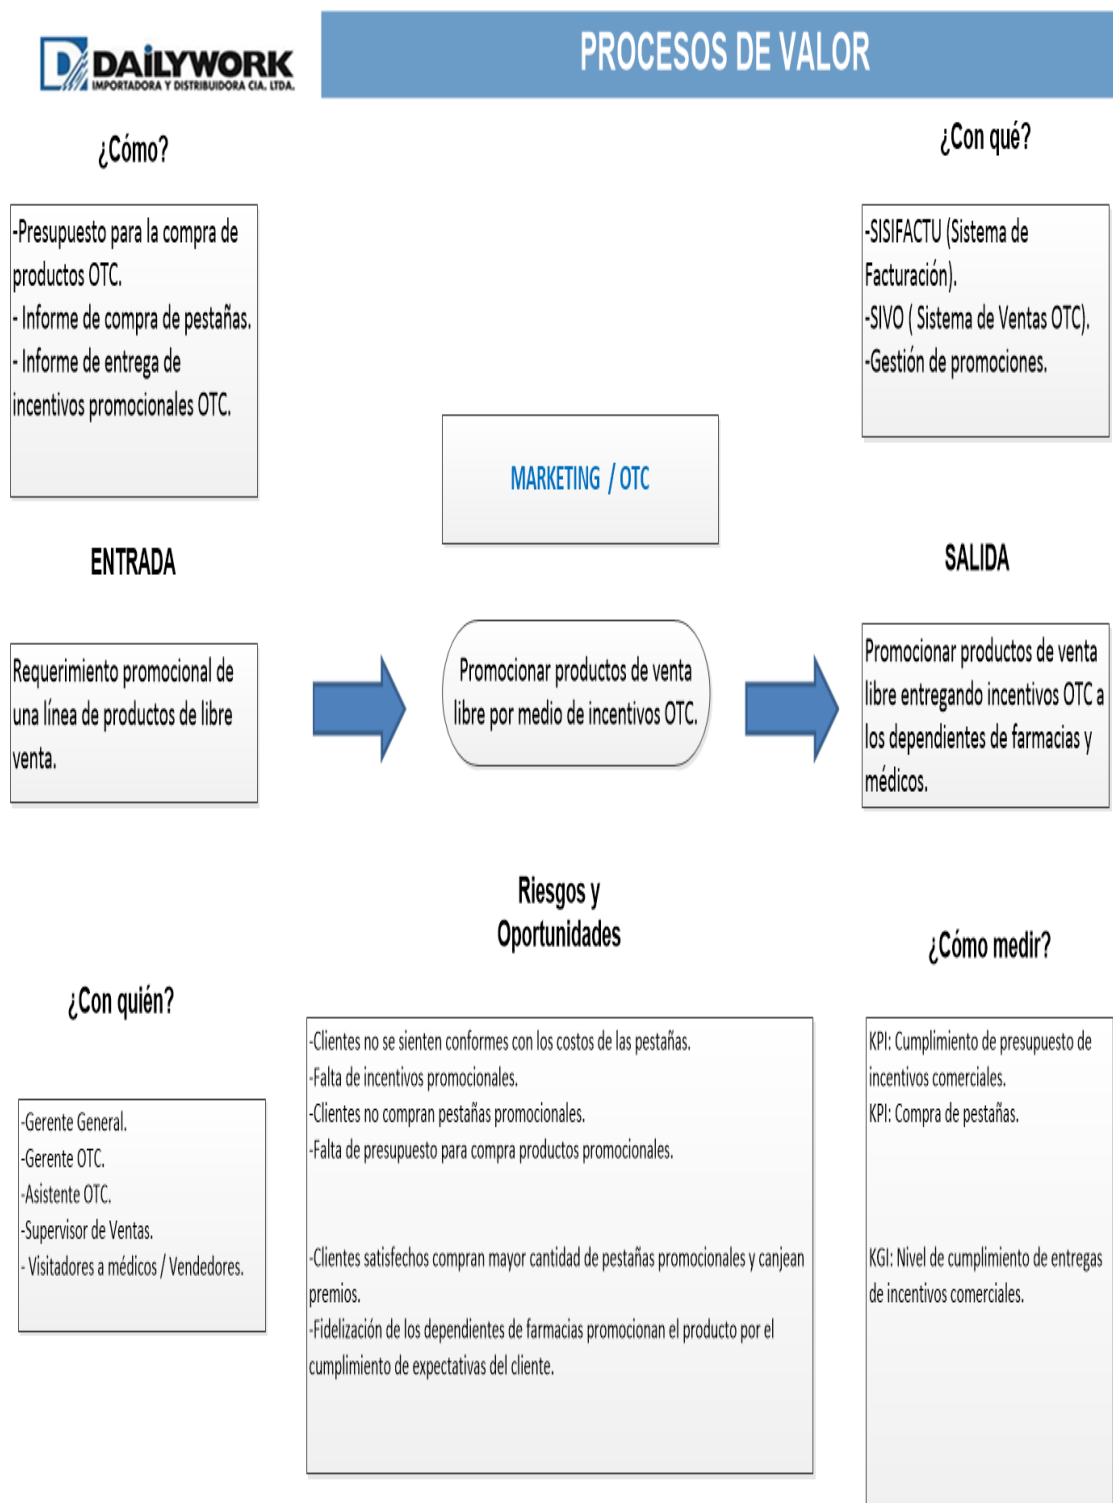 DAiLYWORK
IMPORTADORA Y DISTRIBUIDORA CIA. LTDA.
PROCESOS DE VALOR
¿Cómo?
-Presupuesto para la compra de
productos OTC.
- Informe de compra de pestañas.
- Informe de entrega de
incentivos promocionales OTC.
¿Con qué?
-SISIFACTU (Sistema de
Facturación).
-SIVO ( Sistema de Ventas OTC).
-Gestión de promociones.
MARKETING / OTC
ENTRADA
Requerimiento promocional de
una línea de productos de libre
venta.
Promocionar productos de venta
libre por medio de incentivos OTC.
SALIDA
Promocionar productos de venta
libre entregando incentivos OTC a
los dependientes de farmacias y
médicos.
¿Con quién?
-Gerente General.
-Gerente OTC.
-Asistente OTC.
-Supervisor de Ventas.
- Visitadores a médicos / Vendedores.
Riesgos y
Oportunidades
-Clientes no se sienten conformes con los costos de las pestañas.
-Falta de incentivos promocionales.
-Clientes no compran pestañas promocionales.
-Falta de presupuesto para compra productos promocionales.
-Clientes satisfechos compran mayor cantidad de pestañas promocionales y canjean
premios.
-Fidelización de los dependientes de farmacias promocionan el producto por el
cumplimiento de expectativas del cliente.
¿Cómo medir?
KPI: Cumplimiento de presupuesto de
incentivos comerciales.
KPI: Compra de pestañas.
KGI: Nivel de cumplimiento de entregas
de incentivos comerciales.